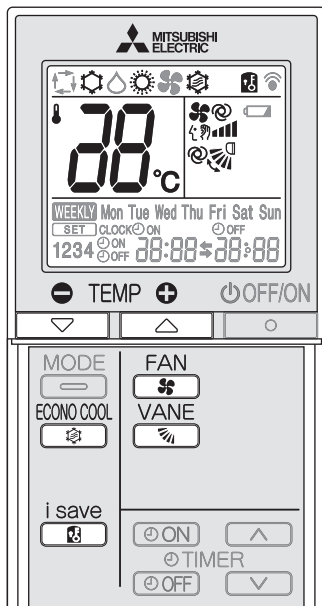 MITSUBISHI
ELECTRIC
88 °C
WEEKLY Mon Tue Wed Thu Fri Sat Sun
SET CLOCK ON OFF
1234 ON OFF 88:88 88:88
TEMP OFF/ON
MODE FAN
ECONO COOL VANE
i save
ON
TIMER
OFF